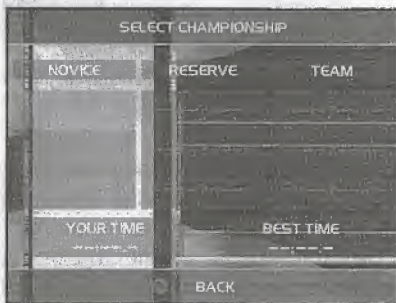 SELECT CHAMPIONSHIP
NOVICE RESERVE TEAM
YOUR TIME BEST TIME
BACK